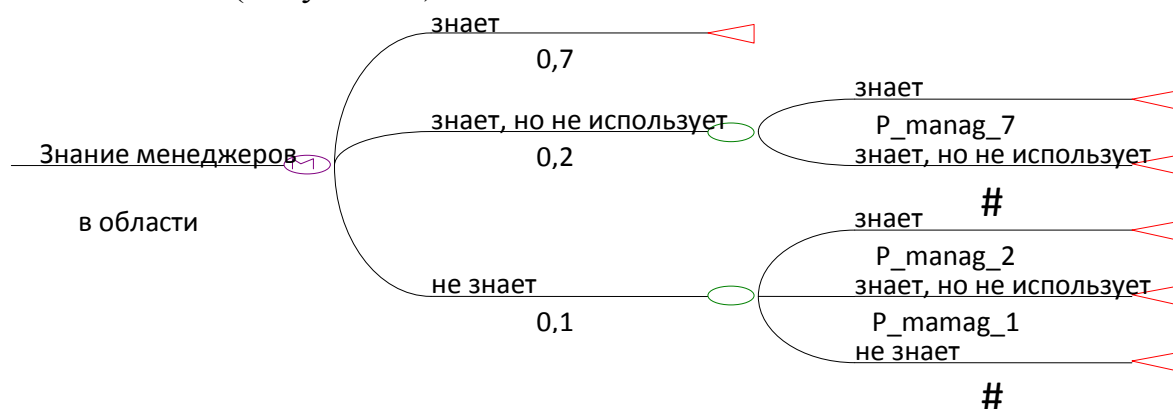 знает
0,7
знает, но не использует
0,2
Знание менеджеров
M
в области
не знает
0,1
знает
P_manag_7
знает, но не использует
#
знает
P_manag_2
знает, но не использует
P_mamag_1
не знает
#